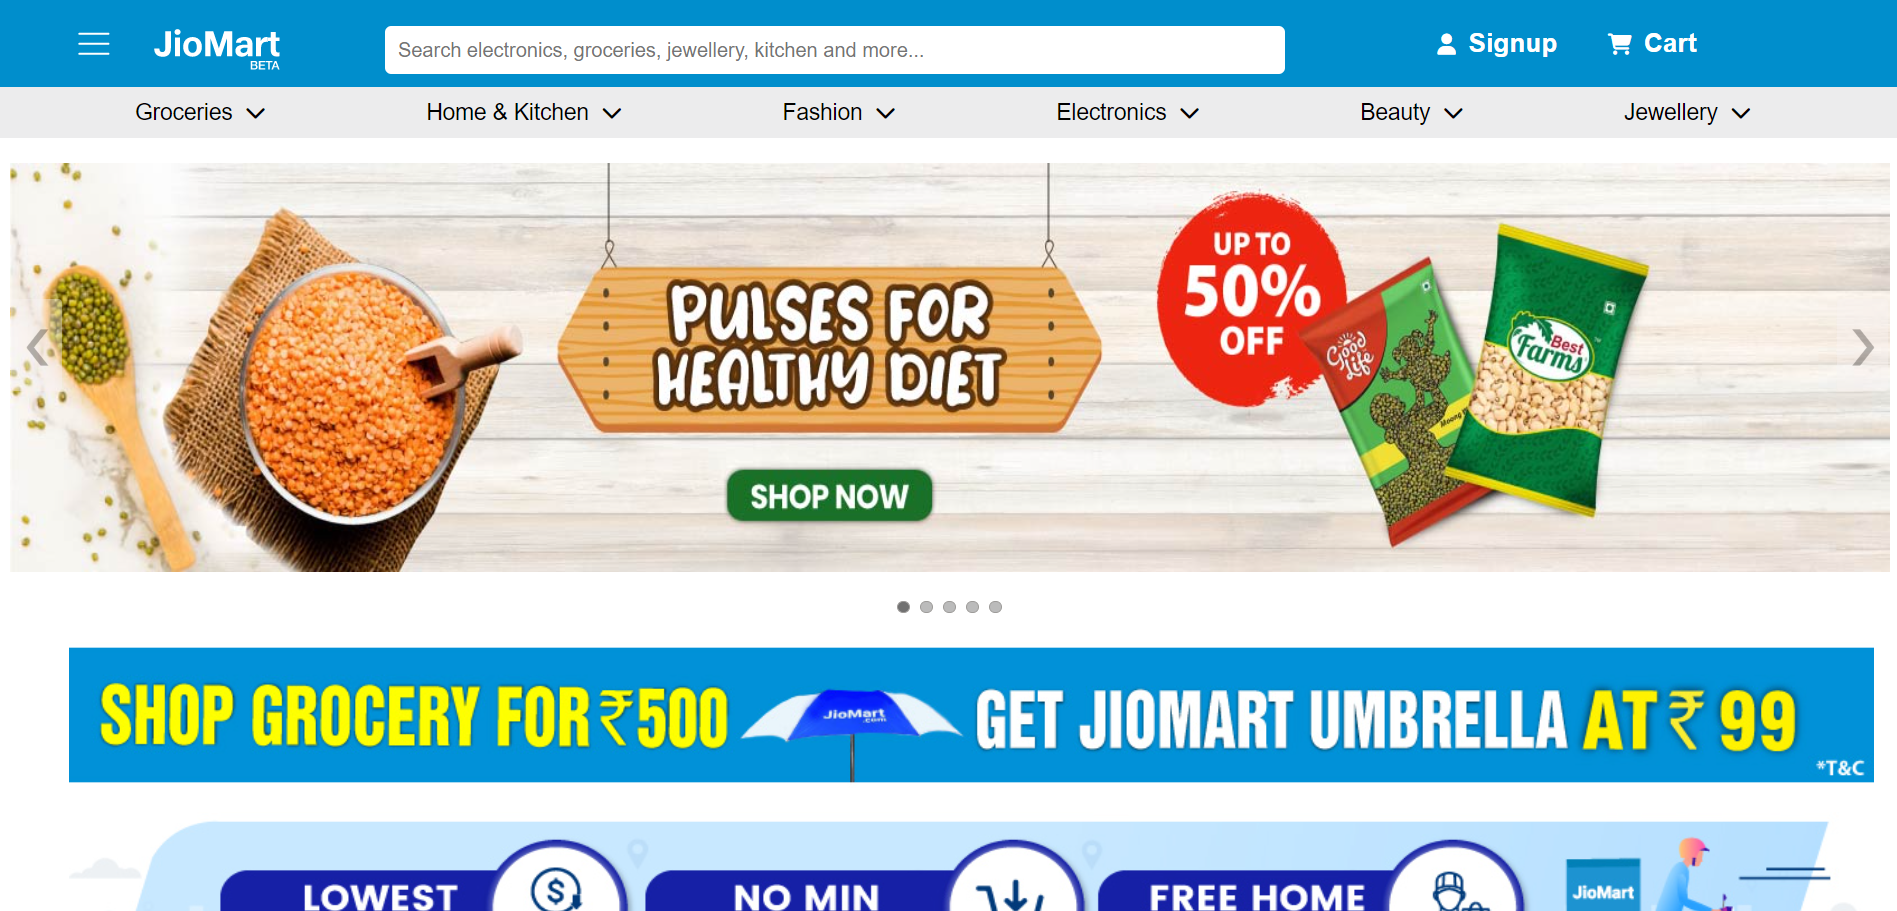 JioMart
BETA
Search electronics, groceries, jewellery, kitchen and more...
Signup
Cart
Groceries
Home & Kitchen
Fashion
Electronics
Beauty
Jewellery
PULSES FOR
HEALTHY DIET
SHOP NOW
UP TO
50%
OFF
Good
Life
Moong
Best
Farms
SHOP GROCERY FOR ₹500
JioMart
.com
GET JIOMART UMBRELLA AT ₹ 99
*T&C
LOWEST
NO MIN
FREE HOME
JioMart